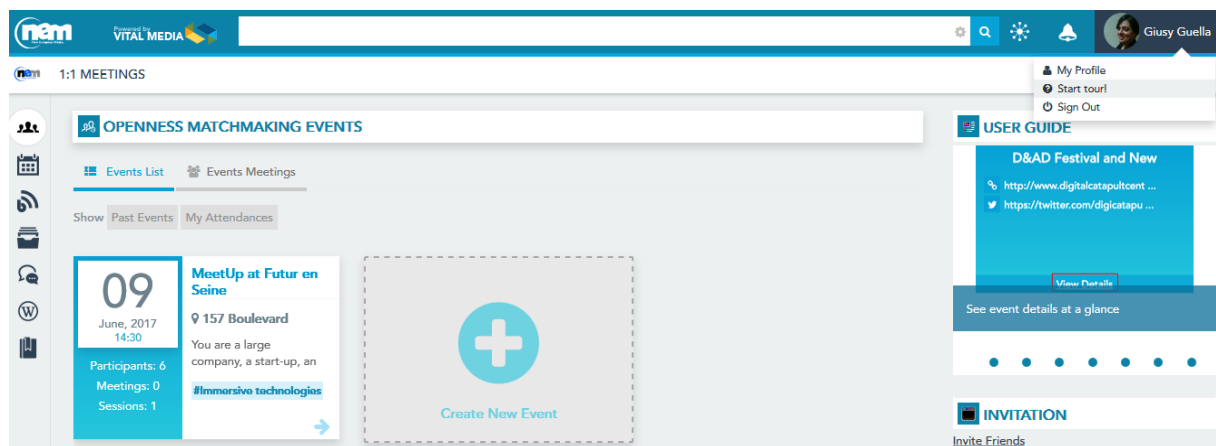 nem
Powered by
VITAL MEDIA
Giusy Guella
My Profile
Start tour!
Sign Out
nem
1:1 MEETINGS
OPENNESS MATCHMAKING EVENTS
Events List
Events Meetings
Show Past Events My Attendances
09
June, 2017
14:30
Participants: 6
Meetings: 0
Sessions: 1
MeetUp at Futur en
Seine
157 Boulevard
You are a large
company, a start-up, an
#Immersive technologies
Create New Event
USER GUIDE
D&AD Festival and New
http://www.digitalcatapultcent ...
https://twitter.com/digicatapu ...
View Details
See event details at a glance
INVITATION
Invite Friends
W